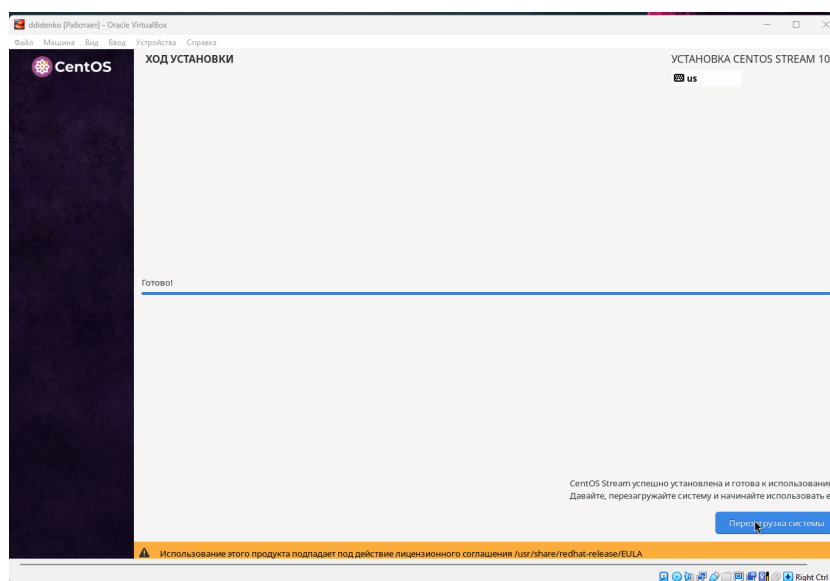 ddidenko [Работает] - Oracle VirtualBox
Файл Машина Вид Ввод Устройства Справка
CentOS
ХОД УСТАНОВКИ
УСТАНОВКА CENTOS STREAM 10
us
Готово!
CentOS Stream успешно установлена и готова к использовани
Давайте, перезагружайте систему и начинайте использовать е
Перезагрузка системы
Использование этого продукта подпадает под действие лицензионного соглашения /usr/share/redhat-release/EULA
Right Ctrl